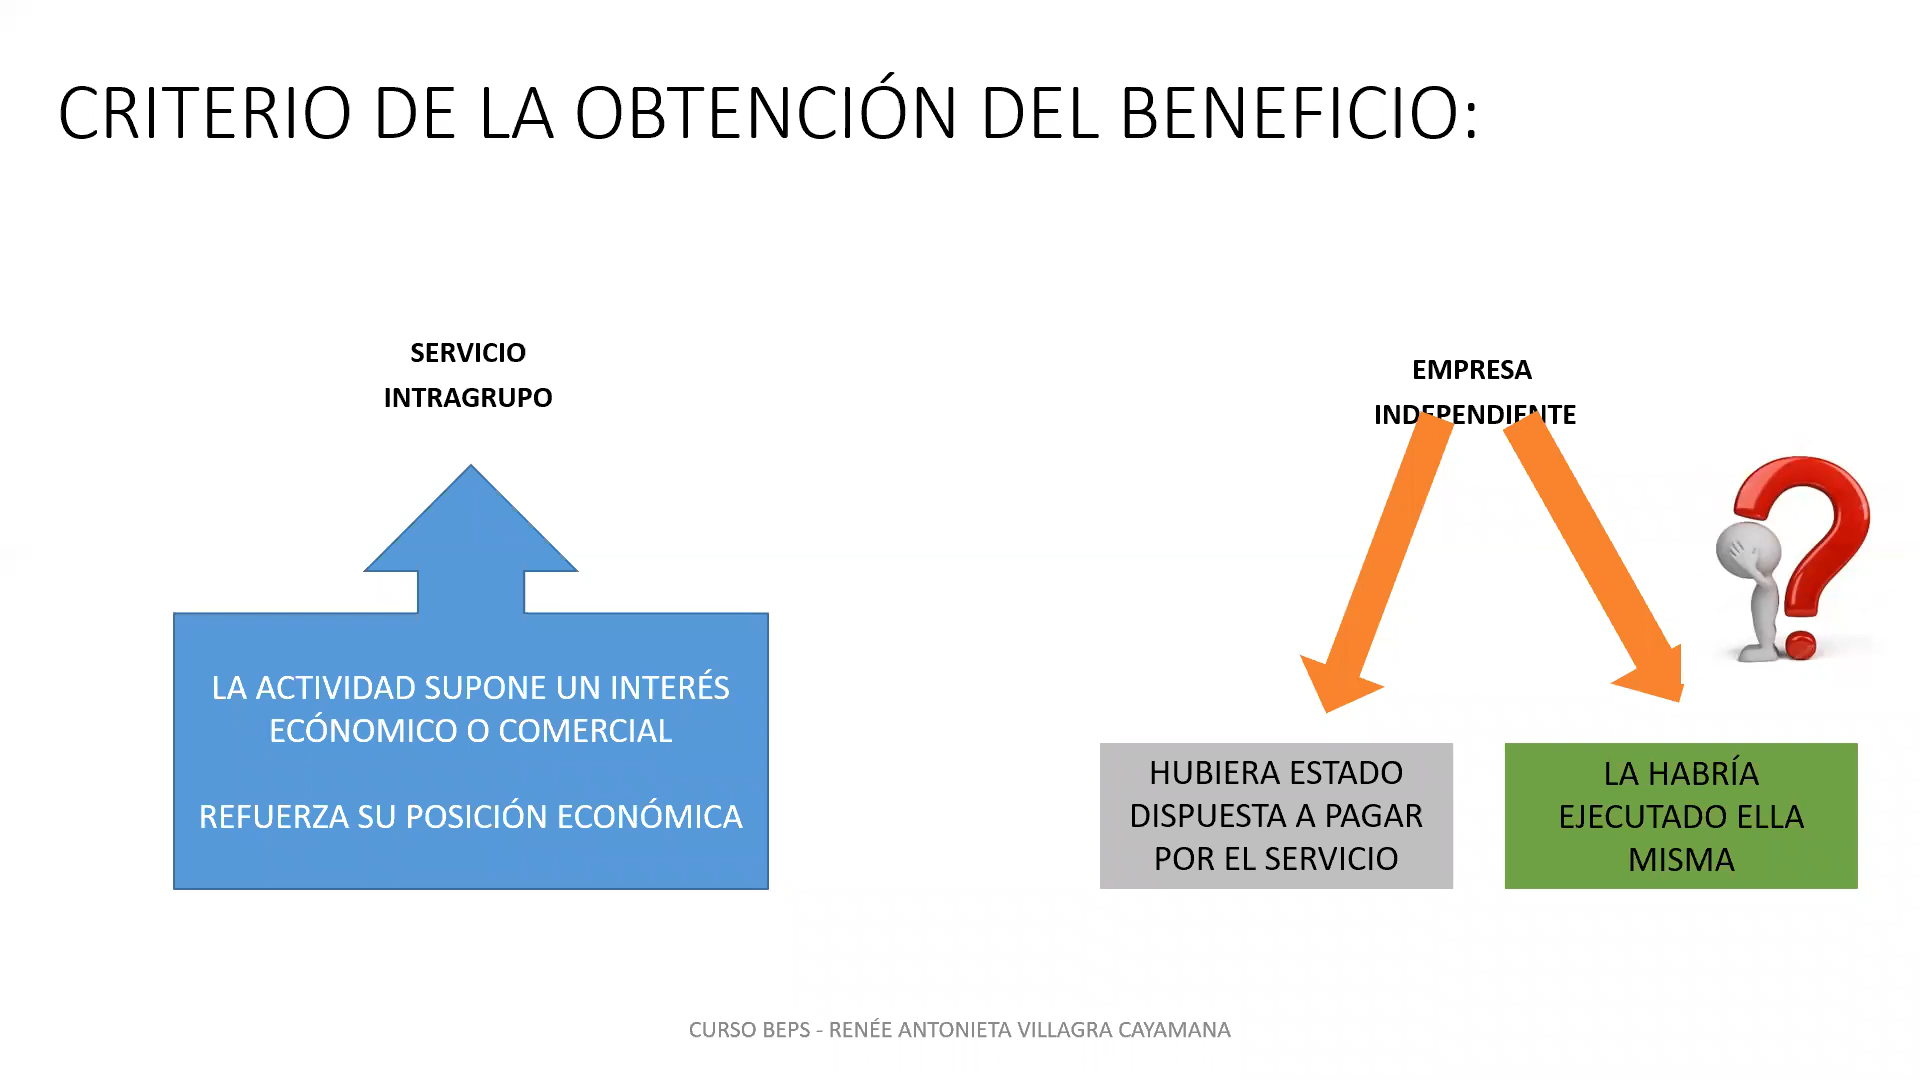 CRITERIO DE LA OBTENCIÓN DEL BENEFICIO:
SERVICIO
INTRAGRUPO
LA ACTIVIDAD SUPONE UN INTERÉS
ECÓNOMICO O COMERCIAL
REFUERZA SU POSICIÓN ECONÓMICA
EMPRESA
INDEPENDIENTE
HUBIERA ESTADO
DISPUESTA A PAGAR
POR EL SERVICIO
LA HABRÍA
EJECUTADO ELLA
MISMA
CURSO BEPS - RENÉE ANTONIETA VILLAGRA CAYAMANA